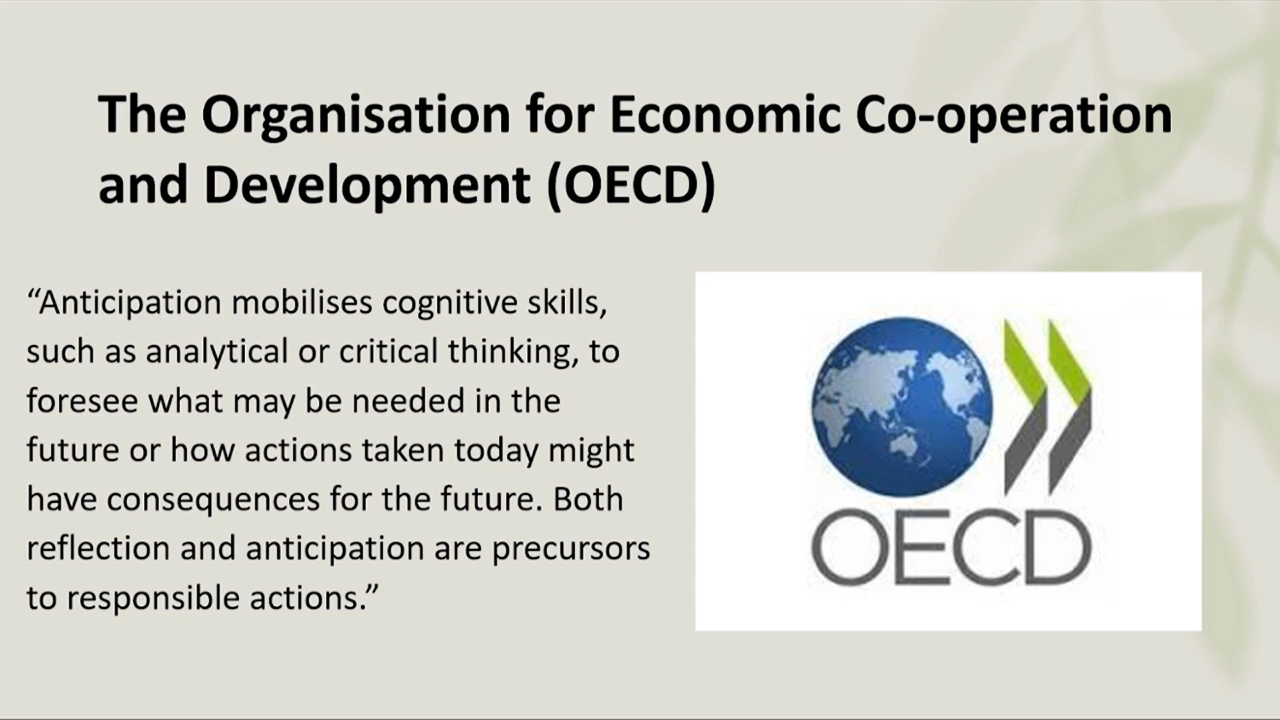 The Organisation for Economic Co-operation
and Development (OECD)
“Anticipation mobilises cognitive skills,
such as analytical or critical thinking, to
foresee what may be needed in the
future or how actions taken today might
have consequences for the future. Both
reflection and anticipation are precursors
to responsible actions.”
OECD